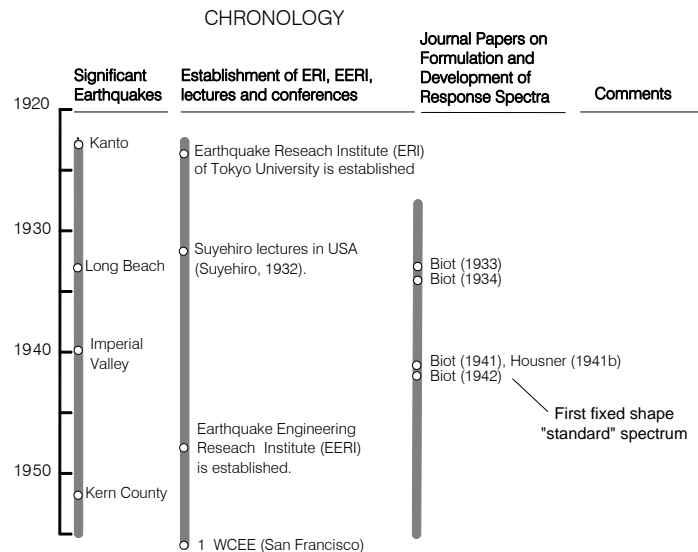 CHRONOLOGY
Significant
Earthquakes
Establishment of ERI, EERI,
lectures and conferences
Journal Papers on
Formulation and
Development of
Response Spectra
Comments
1920
Kanto
Earthquake Reseach Institute (ERI)
of Tokyo University is established
1930
Suyehiro lectures in USA
(Suyehiro, 1932).
Long Beach
Biot (1933)
Biot (1934)
1940
Imperial
Valley
Biot (1941), Housner (1941b)
Biot (1942)
First fixed shape
"standard" spectrum
Earthquake Engineering
Reseach Institute (EERI)
is established.
1950
Kern County
1 WCEE (San Francisco)